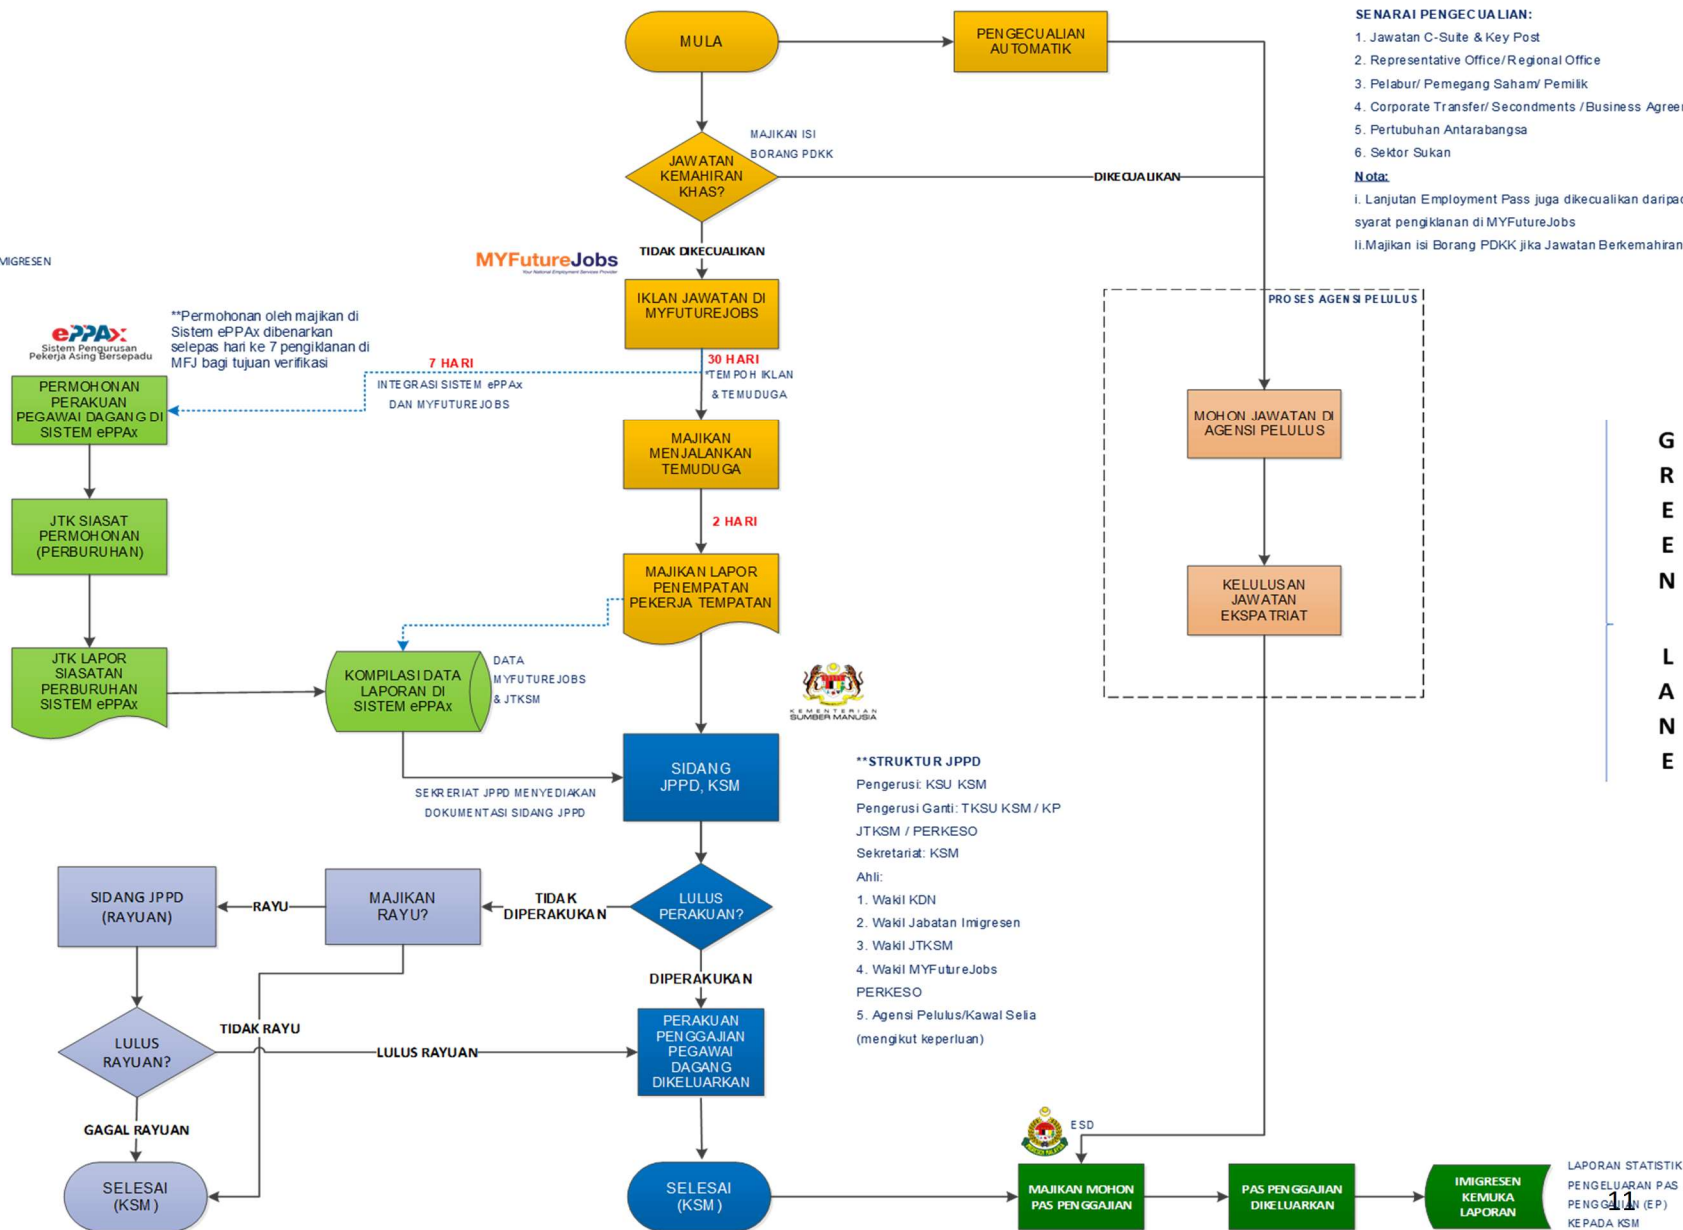 MULA
PENGECUALIAN
AUTOMATIK
SENARAI PENGECUALIAN:
1. Jawatan C-Suite & Key Post
2. Representative Office/Regional Office
3. Pelabur/ Pemegang Saham/ Pemilik
4. Corporate Transfer/ Secondments /Business Agree
5. Pertubuhan Antarabangsa
6. Sektor Sukan
Nota:
i. Lanjutan Employment Pass juga dikecualikan daripa
syarat pengiklanan di MYFutureJobs
Ii.Majikan isi Borang PDKK jika Jawatan Berkemahiran
MAJIKAN ISI
BORANG PDKK
JAWATAN
KEMAHIRAN
KHAS?
DIKECUALIKAN
TIDAK DIKECUALIKAN
MIGRESEN
MYFutureJobs
Your National Employment Services Provider
IKLAN JAWATAN DI
MYFUTUREJOBS
PROSES AGENSI PELULUS
ePPAx
Sistem Pengurusan
Pekerja Asing Bersepadu
**Permohonan oleh majikan di
Sistem ePPAx dibenarkan
selepas hari ke 7 pengiklanan di
MFJ bagi tujuan verifikasi
7 HARI
INTEGRASI SISTEM ePPAx
DAN MYFUTUREJOBS
30 HARI
*TEMPOH IKLAN
& TEMUDUGA
PERMOHONAN
PERAKUAN
PEGAWAI DAGANG DI
SISTEM ePPAx
MAJIKAN
MENJALANKAN
TEMUDUGA
MOHON JAWATAN DI
AGENSI PELULUS
GREEN LANE
JTK SIASAT
PERMOHONAN
(PERBURUHAN)
2 HARI
MAJIKAN LAPOR
PENEMPATAN
PEKERJA TEMPATAN
KELULUSAN
JAWATAN
EKSPATRIAT
JTK LAPOR
SIASATAN
PERBURUHAN
SISTEM ePPAx
KOMPILASI DATA
LAPORAN DI
SISTEM ePPAx
DATA
MYFUTUREJOBS
& JTKSM
KEMENTERIAN
SUMBER MANUSIA
SIDANG
JPPD, KSM
SEKRERIAT JPPD MENYEDIAKAN
DOKUMENTASI SIDANG JPPD
**STRUKTUR JPPD
Pengerusi: KSU KSM
Pengerusi Ganti: TKSU KSM / KP
JTKSM / PERKESO
Sekretariat: KSM
Ahli:
1. Wakil KDN
2. Wakil Jabatan Imigresen
3. Wakil JTKSM
4. Wakil MYFutureJobs
PERKESO
5. Agensi Pelulus/Kawal Selia
(mengikut keperluan)
SIDANG JPPD
(RAYUAN)
RAYU
MAJIKAN
RAYU?
TIDAK
DIPERAKUKAN
LULUS
PERAKUAN?
DIPERAKUKAN
LULUS
RAYUAN?
TIDAK RAYU
LULUS RAYUAN
PERAKUAN
PENGGAJIAN
PEGAWAI
DAGANG
DIKELUARKAN
GAGAL RAYUAN
SELESAI
(KSM)
SELESAI
(KSM)
ESD
MAJIKAN MOHON
PAS PENGGAJIAN
PAS PENGGAJIAN
DIKELUARKAN
IMIGRESEN
KEMUKA
LAPORAN
LAPORAN STATISTIK
PENGELUARAN PAS
PENGGAJIAN (EP)
KEPADA KSM
11